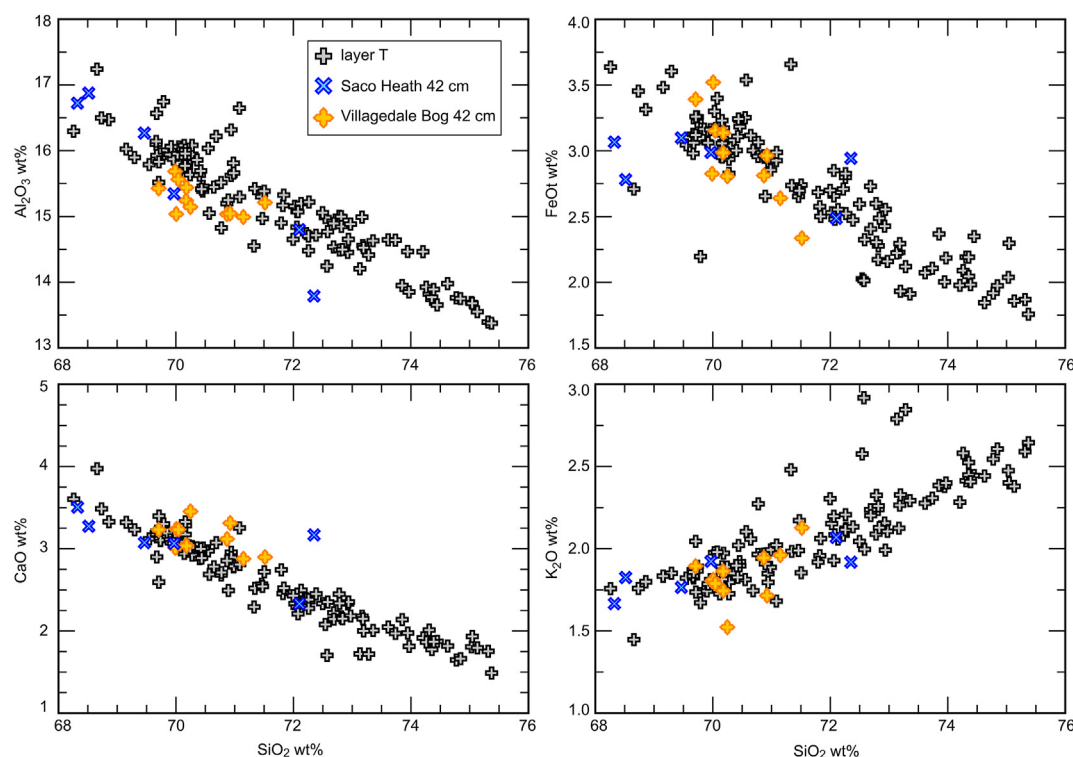 18
17
16
15
14
13
Al2O3 wt%
68 70 72 74 76
layer T
Saco Heath 42 cm
Villagedale Bog 42 cm
4.0
3.5
3.0
2.5
2.0
1.5
FeOt wt%
68 70 72 74 76
5
4
3
2
1
CaO wt%
68 70 72 74 76
SiO2 wt%
3.0
2.5
2.0
1.5
1.0
K2O wt%
68 70 72 74 76
SiO2 wt%